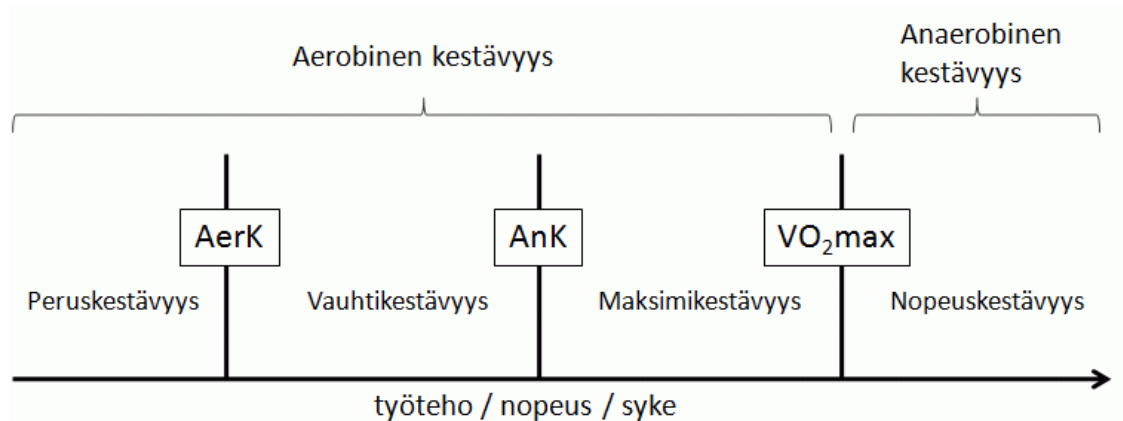 Aerobinen kestävyys
Anaerobinen
kestävyys
AerK
AnK
VO₂max
Peruskestävyys
Vauhtikestävyys
Maksimikestävyys
Nopeuskestävyys
työteho / nopeus / syke